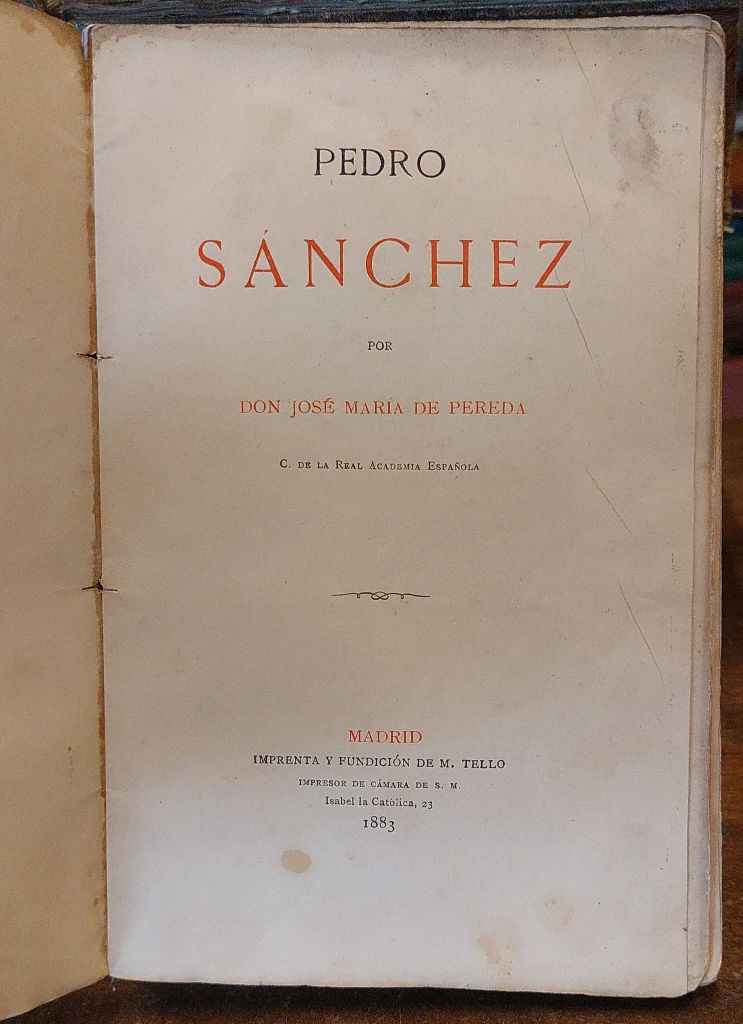 PEDRO
SÁNCHEZ
POR
DON JOSÉ MARÍA DE PEREDA
C. DE LA REAL ACADEMIA ESPAÑOLA
MADRID
IMPRENTA Y FUNDICIÓN DE M. TELLO
IMPRESOR DE CÁMARA DE S. M.
Isabel la Católica, 23
1883